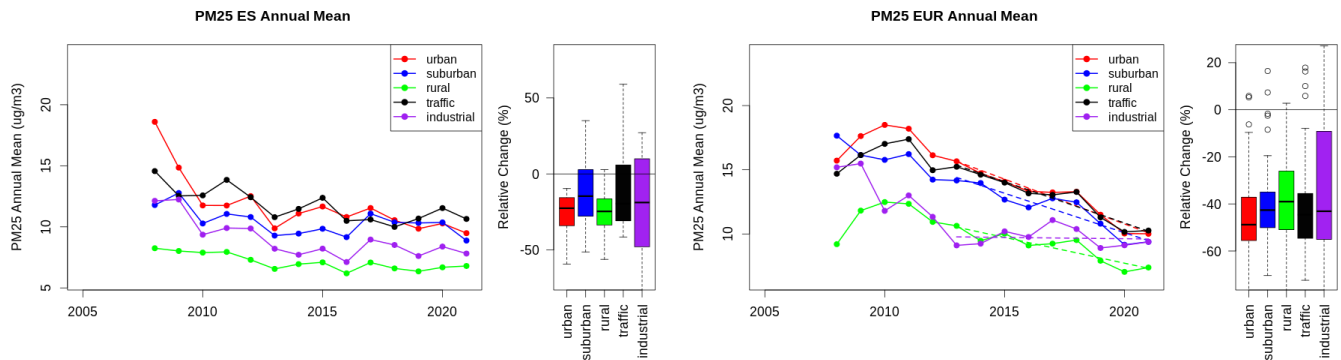 PM25 ES Annual Mean
PM25 Annual Mean (ug/m3)
20
15
10
5
2005
2010
2015
2020
urban
suburban
rural
traffic
industrial
Relative Change (%)
50
0
-50
urban
suburban
rural
traffic
industrial
PM25 EUR Annual Mean
PM25 Annual Mean (ug/m3)
20
15
10
2005
2010
2015
2020
urban
suburban
rural
traffic
industrial
Relative Change (%)
20
0
-20
-40
-60
urban
suburban
rural
traffic
industrial